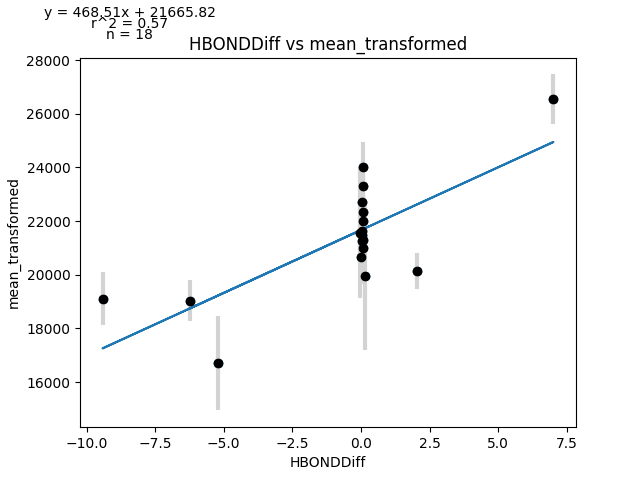 y = 468.51x + 21665.82
r^2 = 0.57
n = 18
HBONDDiff vs mean_transformed
28000
26000
24000
22000
20000
18000
16000
mean_transformed
−10.0 −7.5 −5.0 −2.5 0.0 2.5 5.0 7.5
HBONDDiff